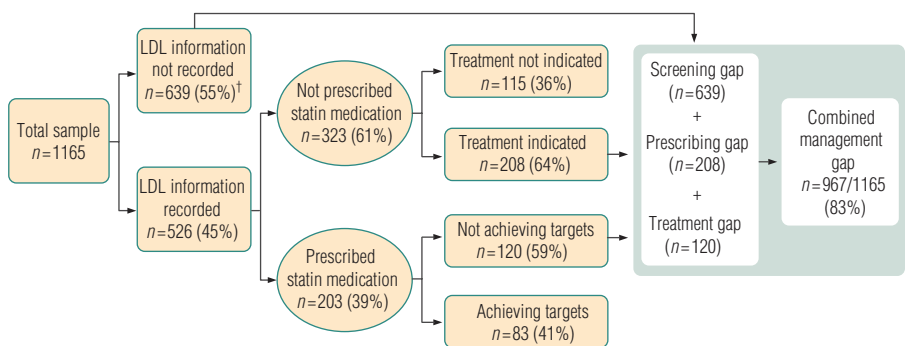 Total sample
n=1165
LDL information
not recorded
n=639 (55%)†
LDL information
recorded
n=526 (45%)
Not prescribed
statin medication
n=323 (61%)
Prescribed
statin medication
n=203 (39%)
Treatment not indicated
n=115 (36%)
Treatment indicated
n=208 (64%)
Not achieving targets
n=120 (59%)
Achieving targets
n=83 (41%)
Screening gap
(n=639)
+
Prescribing gap
(n=208)
+
Treatment gap
(n=120)
Combined
management
gap
n=967/1165
(83%)